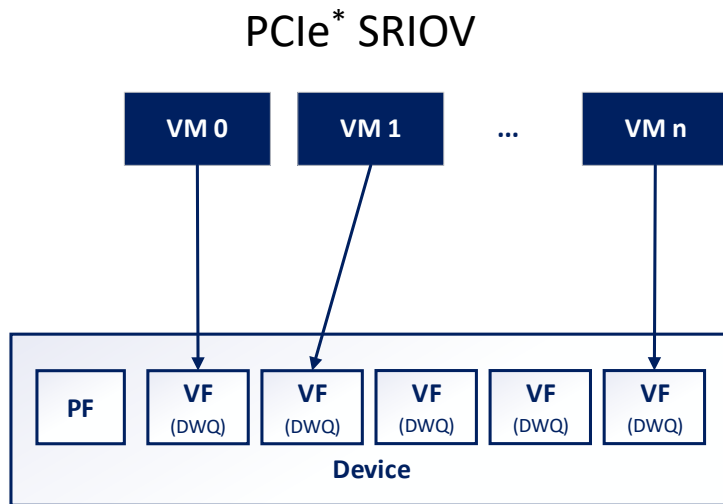 PCIe* SRIOV
VM 0 VM 1 ... VM n
PF VF VF VF VF VF
(DWQ) (DWQ) (DWQ) (DWQ) (DWQ)
Device